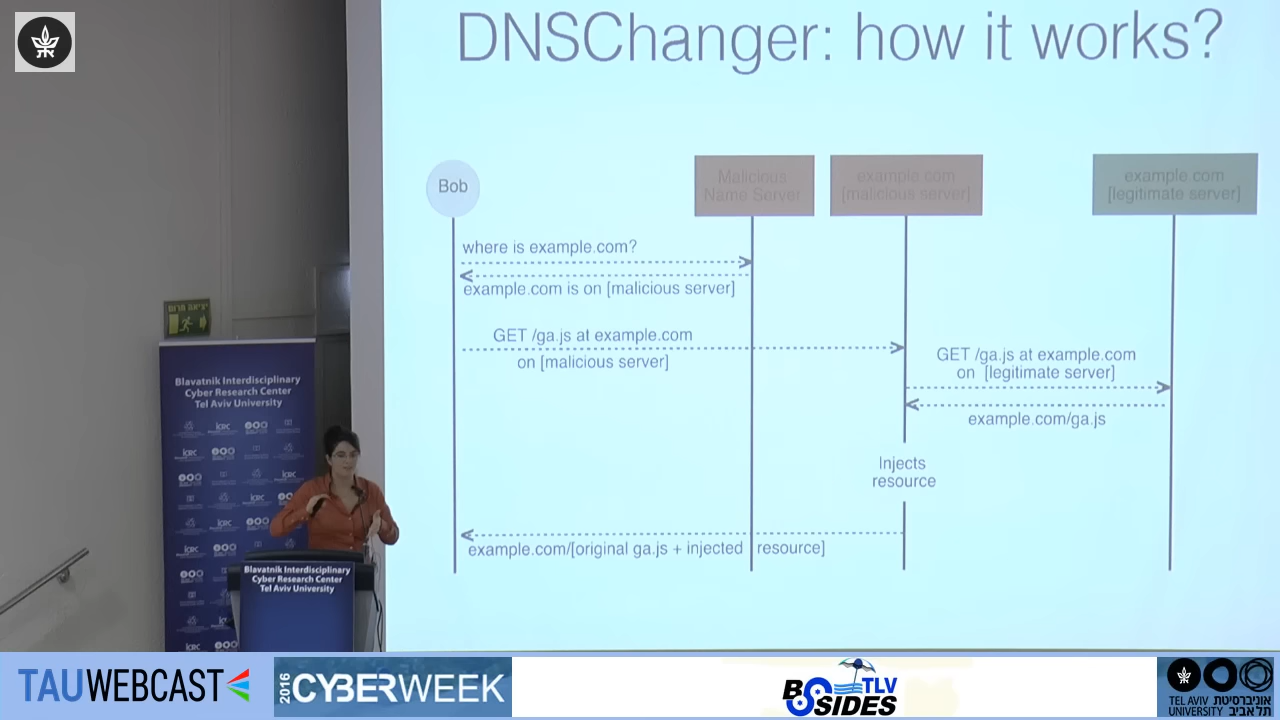 DNSChanger: how it works?
Bob
Malicious
Name Server
example.com
[malicious server]
example.com
[legitimate server]
where is example.com?
example.com is on [malicious server]
GET /ga.js at example.com
on [malicious server]
GET /ga.js at example.com
on [legitimate server]
example.com/ga.js
Injects
resource
example.com/[original ga.js + injected resource]
Blavatnik Interdisciplinary
Cyber Research Center
Tel Aviv University
Blavatnik Interdisciplinary
Cyber Research Center
Tel Aviv University
TAUWEBCAST
2016 CYBERWEEK
BSIDES
TLV
TEL AVIV אוניברסיטת
UNIVERSITY תל אביב